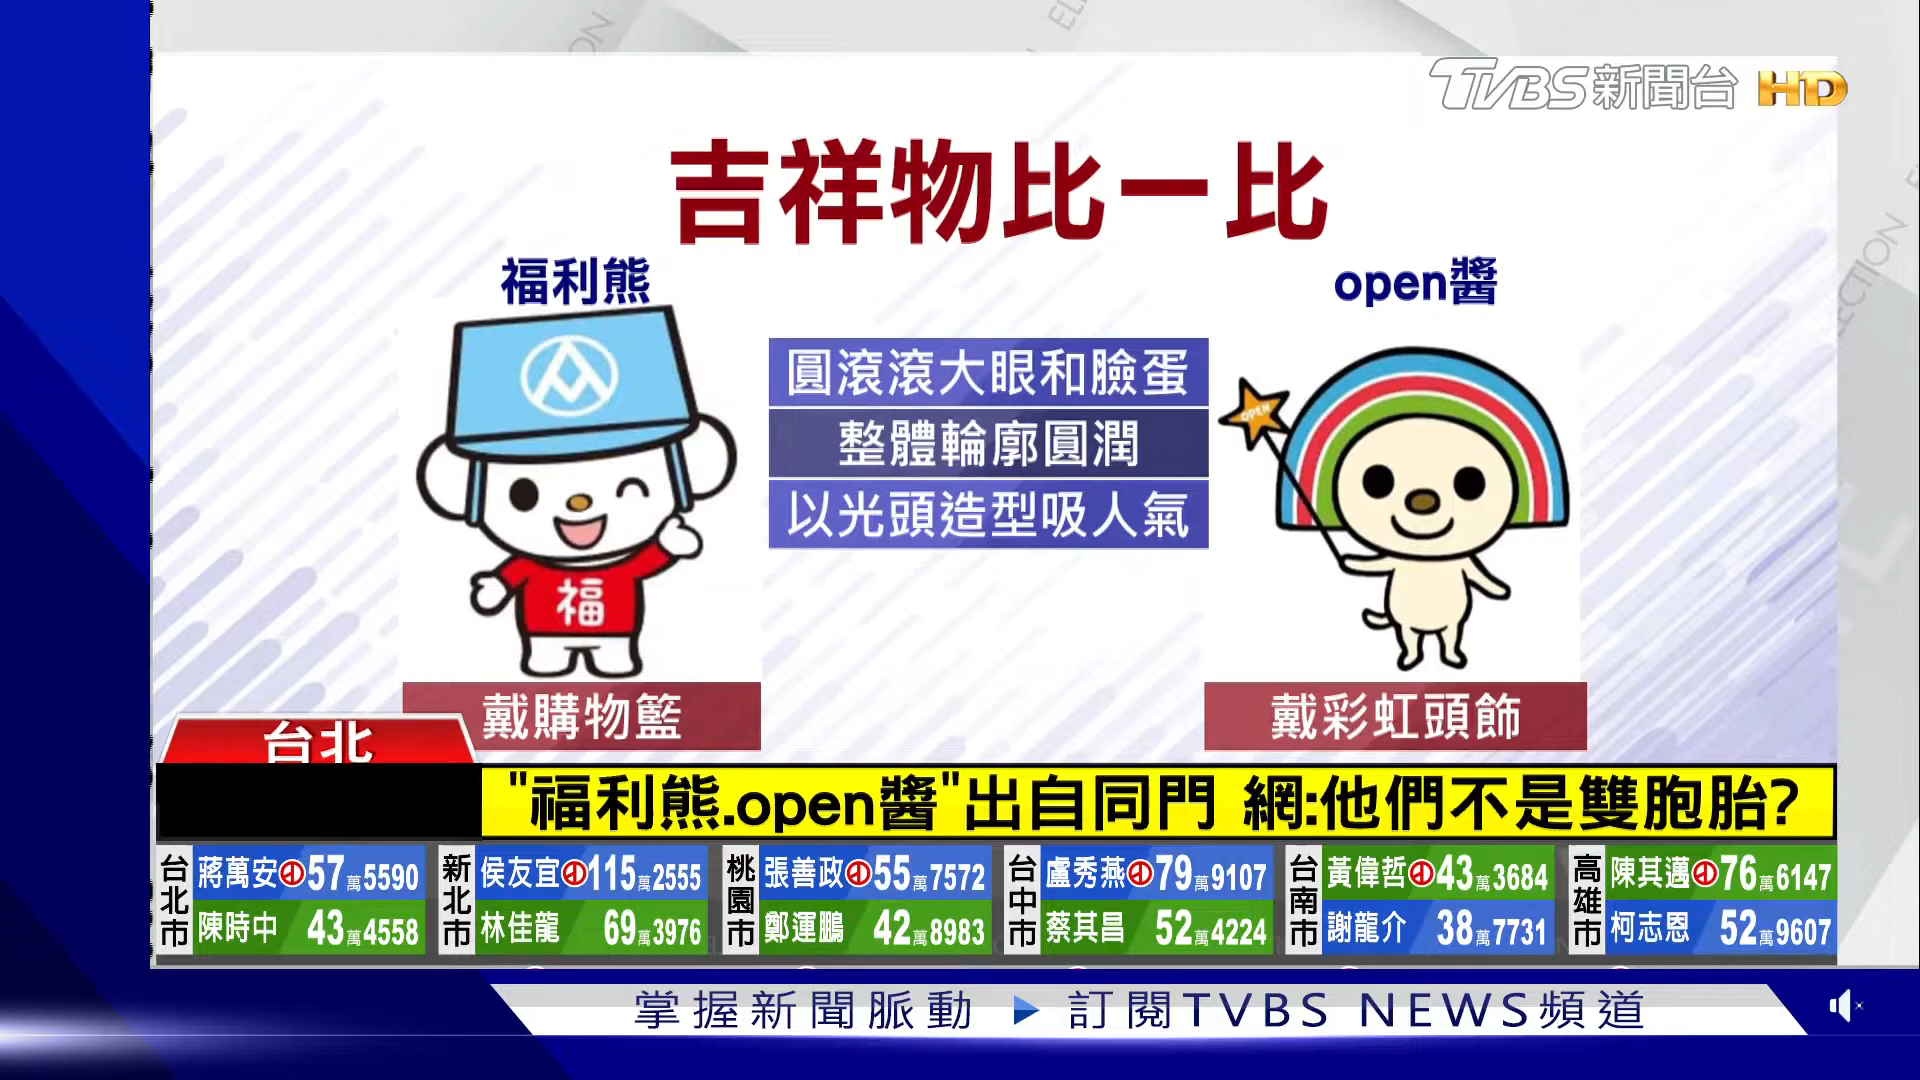 TVBS新聞台 HD
吉祥物比一比
福利熊
open醬
圓滾滾大眼和臉蛋
整體輪廓圓潤
以光頭造型吸人氣
OPEN
福
戴購物籃
戴彩虹頭飾
台北
"福利熊.open醬"出自同門 網:他們不是雙胞胎?
台北市
蔣萬安 57萬5590
陳時中 43萬4558
新北市
侯友宜 115萬2555
林佳龍 69萬3976
桃園市
張善政 55萬7572
鄭運鵬 42萬8983
台中市
盧秀燕 79萬9107
蔡其昌 52萬4224
台南市
黃偉哲 43萬3684
謝龍介 38萬7731
高雄市
陳其邁 76萬6147
柯志恩 52萬9607
掌握新聞脈動 ▶ 訂閱TVBS NEWS頻道